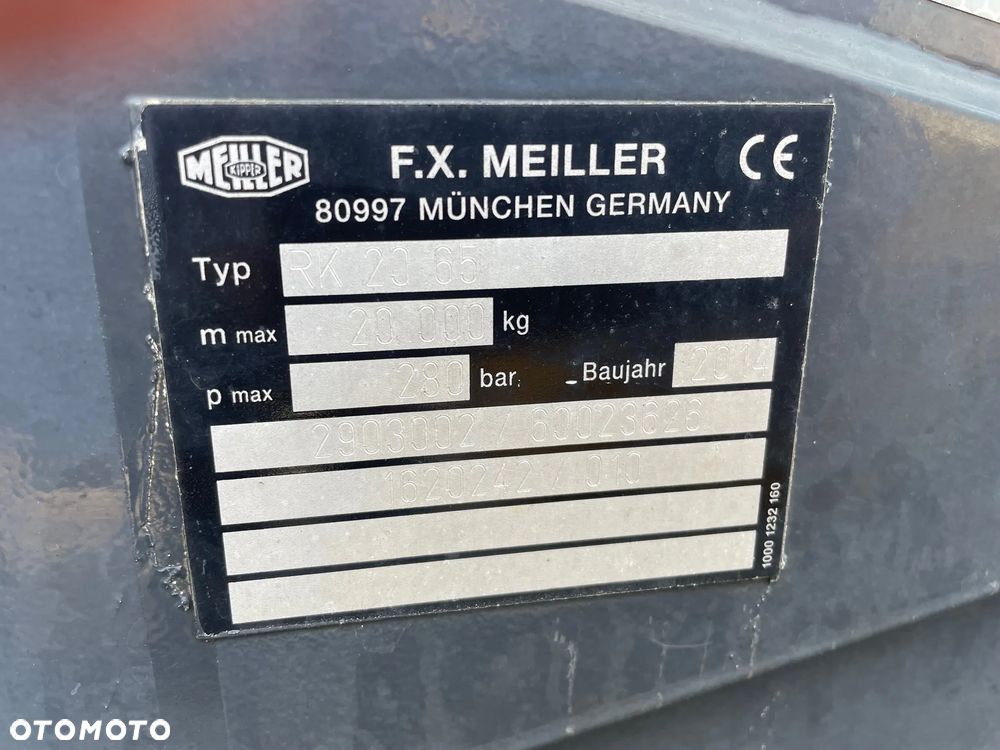 MEILLER
KIPPER
F.X. MEILLER CE
80997 MÜNCHEN GERMANY
Typ RK 20 65
m max 20 000 kg
p max 280 bar. Baujahr 2014
2903002 / 60023626
1620242 / 010
1000 1232 160
OTOMOTO